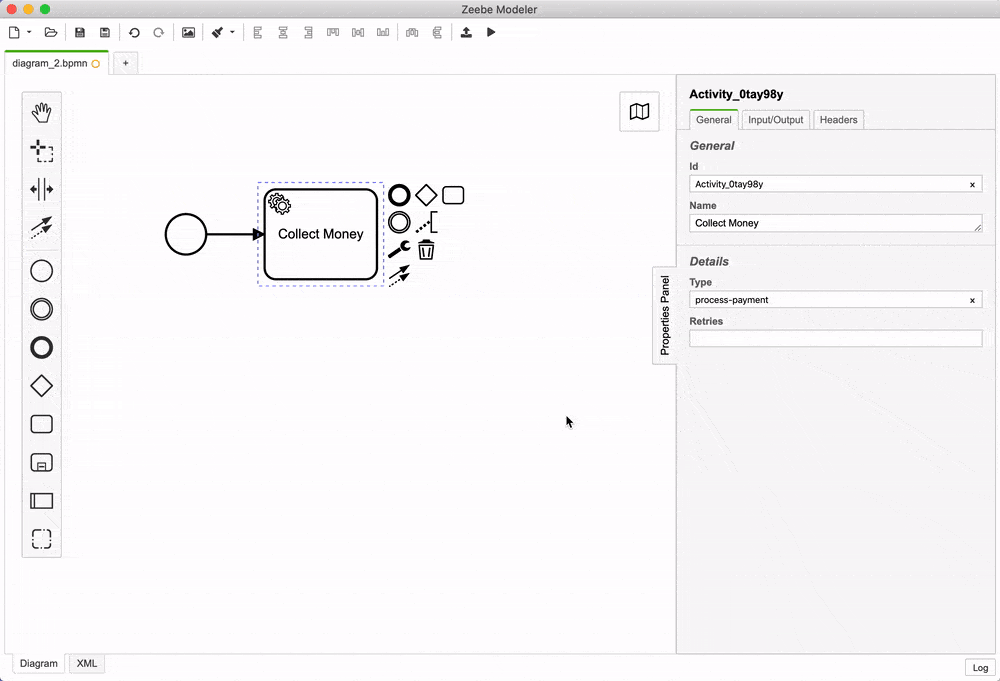 Zeebe Modeler
diagram_2.bpmn
+
Collect Money
Properties Panel
Activity_0tay98y
General Input/Output Headers
General
Id
Activity_0tay98y x
Name
Collect Money
Details
Type
process-payment x
Retries
Diagram XML
Log